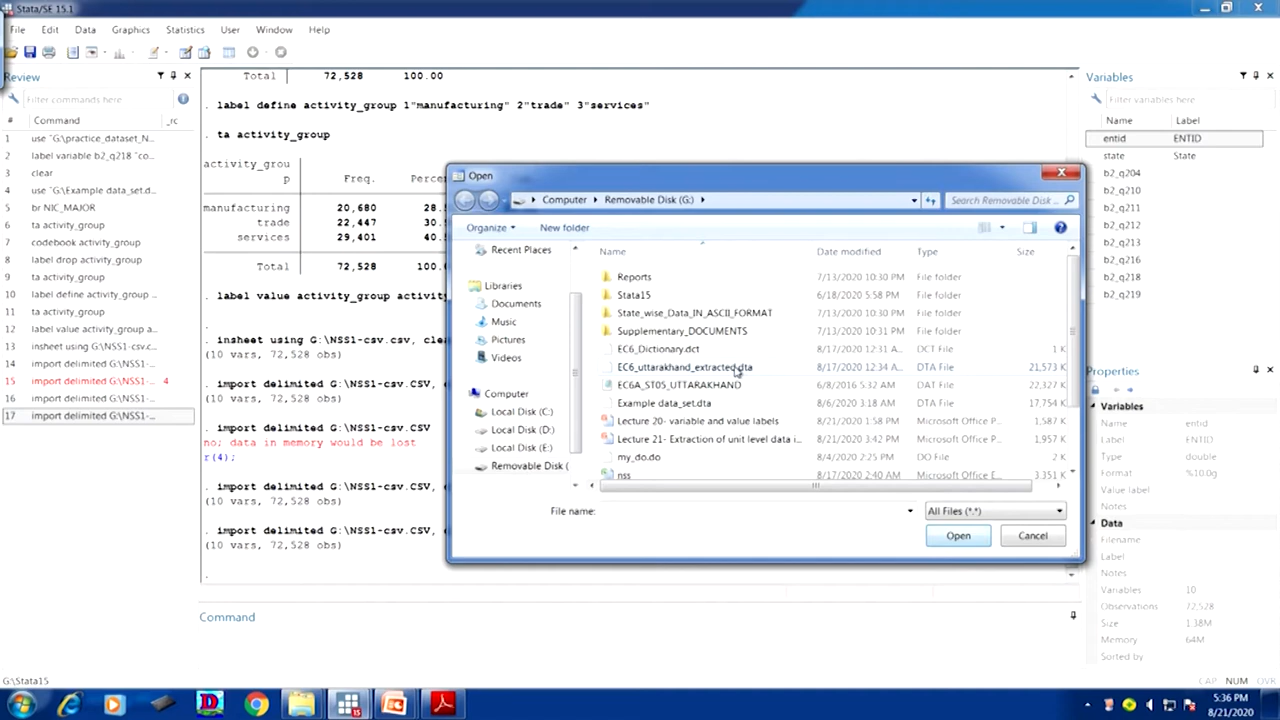 Stata/SE 15.1
File Edit Data Graphics Statistics User Window Help
Review
Filter commands here
# Command _rc
1 use "G:\practice_dataset_N...
2 label variable b2_q218 "co...
3 clear
4 use "G:\Example data_set.d...
5 br NIC_MAJOR
6 ta activity_group
7 codebook activity_group
8 label drop activity_group
9 ta activity_group
10 label define activity_group ...
11 ta activity_group
12 label value activity_group a...
13 insheet using G:\NSS1-csv....
14 import delimited G:\NSS1-...
15 import delimited G:\NSS1-... 4
16 import delimited G:\NSS1-...
17 import delimited G:\NSS1-...
Total 72,528 100.00
. label define activity_group 1"manufacturing" 2"trade" 3"services"
. ta activity_group
activity_grou
p Freq. Percen
manufacturing 20,680 28.5
trade 22,447 30.9
services 29,401 40.5
Total 72,528 100.0
. label value activity_group activity
.
. insheet using G:\NSS1-csv.csv, clea
(10 vars, 72,528 obs)
. import delimited G:\NSS1-csv.CSV, c
(10 vars, 72,528 obs)
. import delimited G:\NSS1-csv.CSV
no; data in memory would be lost
r(4);
. import delimited G:\NSS1-csv.CSV, c
(10 vars, 72,528 obs)
. import delimited G:\NSS1-csv.CSV, c
(10 vars, 72,528 obs)
.
Command
Open
Computer Removable Disk (G:)
Search Removable Disk ...
Organize New folder
Recent Places
Libraries
Documents
Music
Pictures
Videos
Computer
Local Disk (C:)
Local Disk (D:)
Local Disk (E:)
Removable Disk (
Name Date modified Type Size
Reports 7/13/2020 10:30 PM File folder
Stata15 6/18/2020 5:58 PM File folder
State_wise_Data_IN_ASCII_FORMAT 7/13/2020 10:30 PM File folder
Supplementary_DOCUMENTS 7/13/2020 10:31 PM File folder
EC6_Dictionary.dct 8/17/2020 12:31 A... DCT File 1 K
EC6_uttarakhand_extracted.dta 8/17/2020 12:34 A... DTA File 21,573 K
EC6A_ST05_UTTARAKHAND 6/8/2016 5:32 AM DAT File 22,327 K
Example data_set.dta 8/6/2020 3:18 AM DTA File 17,754 K
Lecture 20- variable and value labels 8/21/2020 1:58 PM Microsoft Office P... 1,587 K
Lecture 21- Extraction of unit level data i... 8/21/2020 3:42 PM Microsoft Office P... 1,957 K
my_do.do 8/4/2020 2:25 PM DO File 2 K
nss 8/17/2020 2:40 AM Microsoft Office E... 3,351 K
File name:
All Files (*.*)
Open Cancel
Variables
Filter variables here
Name Label
entid ENTID
state State
b2_q204
b2_q210
b2_q211
b2_q212
b2_q213
b2_q216
b2_q218
b2_q219
Properties
Variables
Name entid
Label ENTID
Type double
Format %10.0g
Value label
Notes
Data
Filename
Label
Notes
Variables 10
Observations 72,528
Size 1.38M
Memory 64M
Sorted by
G:\Stata15
CAP NUM OVR
15
5:36 PM
8/21/2020